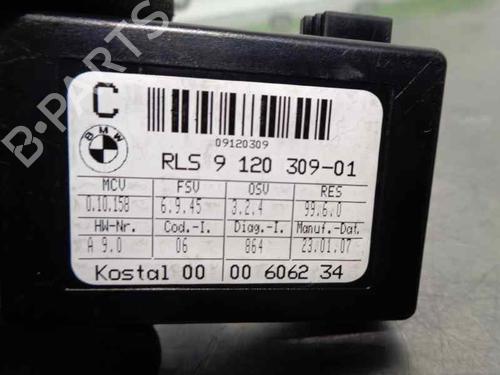 C
BMW
09120309
RLS 9 120 309-01
MCV FSV OSV RES
0.10.158 6.9.45 3.2.4 99.6.0
HW-Nr. Cod.-I. Diag.-I. Manuf.-Dat.
A 9.0 06 864 23.01.07
Kostal 00 00 6062 34
B-PARTS